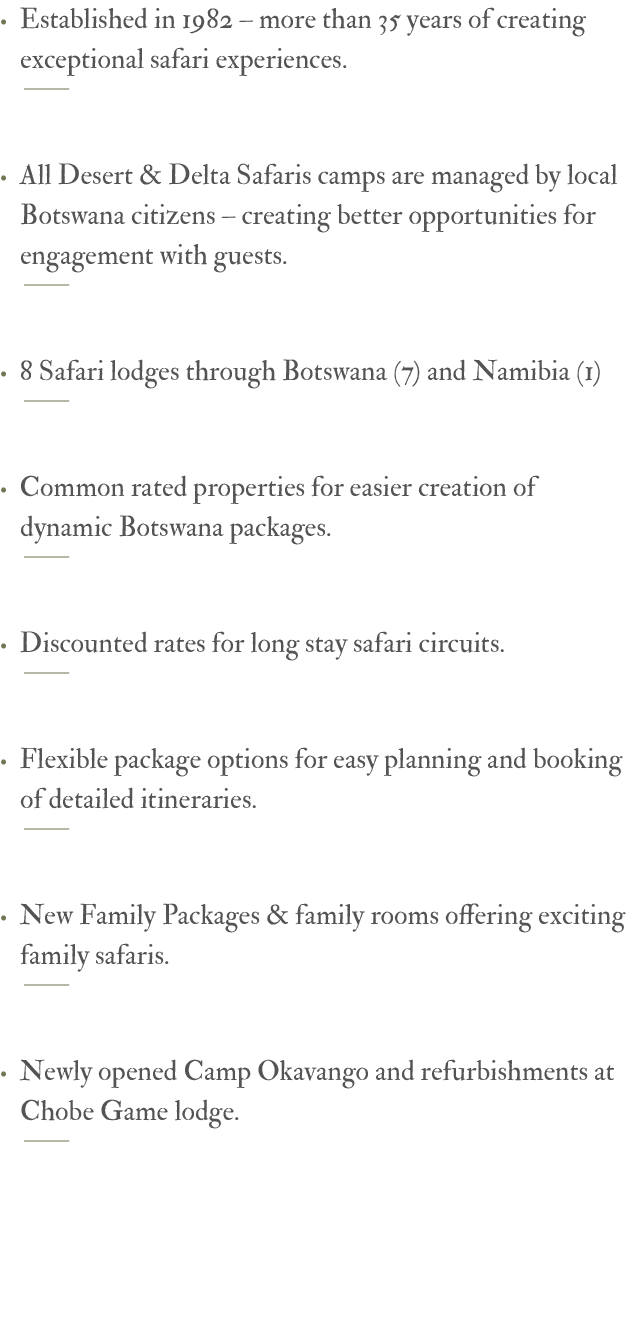 • Established in 1982 – more than 35 years of creating
exceptional safari experiences.
• All Desert & Delta Safaris camps are managed by local
Botswana citizens – creating better opportunities for
engagement with guests.
• 8 Safari lodges through Botswana (7) and Namibia (1)
• Common rated properties for easier creation of
dynamic Botswana packages.
• Discounted rates for long stay safari circuits.
• Flexible package options for easy planning and booking
of detailed itineraries.
• New Family Packages & family rooms offering exciting
family safaris.
• Newly opened Camp Okavango and refurbishments at
Chobe Game lodge.